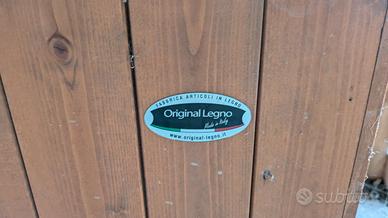 FABBRICA ARTICOLI IN LEGNO
Original Legno
Made in Italy
www.original-legno.it
subito